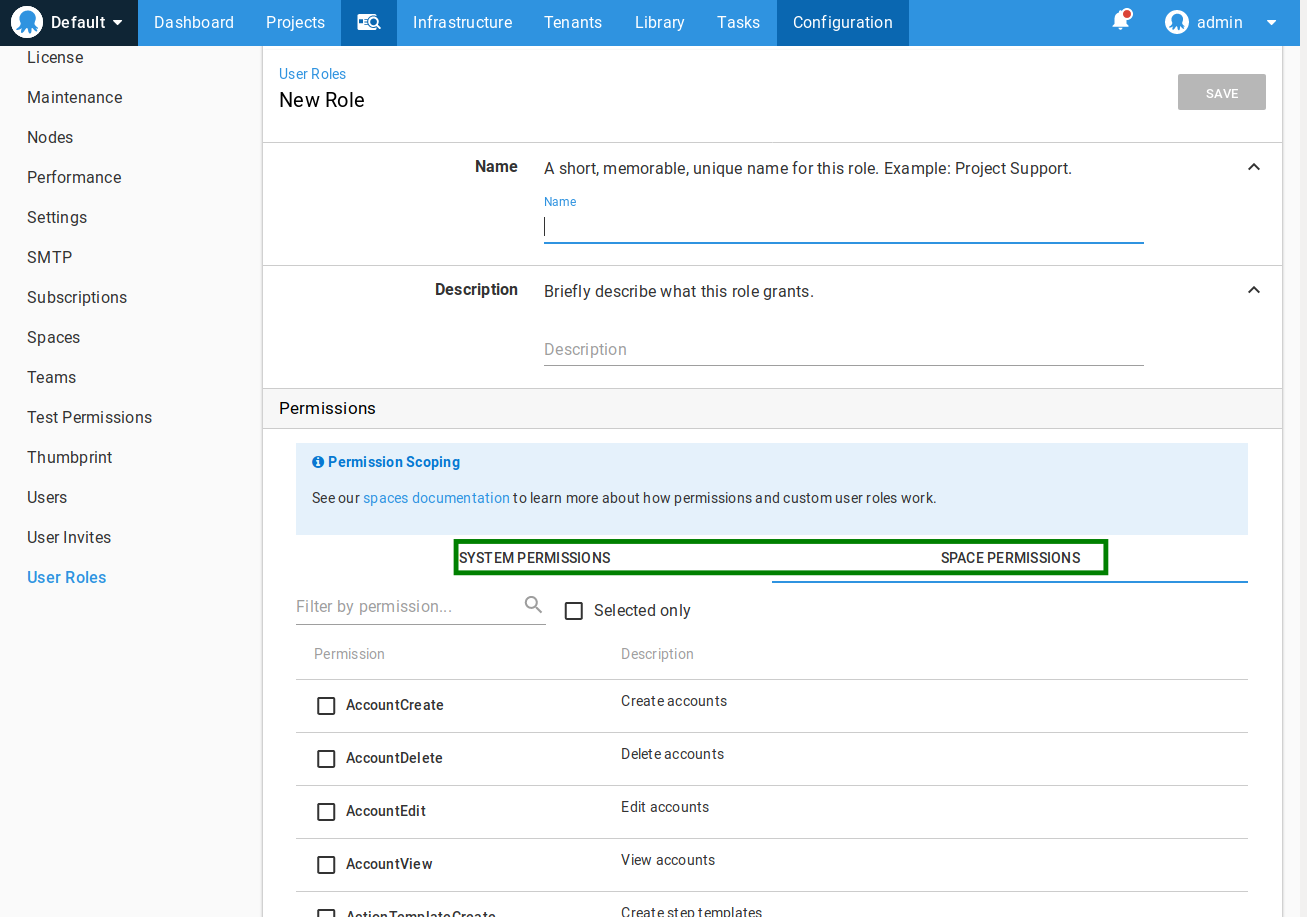 Default Dashboard Projects Infrastructure Tenants Library Tasks Configuration admin
License
Maintenance
Nodes
Performance
Settings
SMTP
Subscriptions
Spaces
Teams
Test Permissions
Thumbprint
Users
User Invites
User Roles
User Roles
New Role
SAVE
Name A short, memorable, unique name for this role. Example: Project Support.
Name
Description Briefly describe what this role grants.
Description
Permissions
Permission Scoping
See our spaces documentation to learn more about how permissions and custom user roles work.
SYSTEM PERMISSIONS SPACE PERMISSIONS
Filter by permission... Selected only
Permission Description
AccountCreate Create accounts
AccountDelete Delete accounts
AccountEdit Edit accounts
AccountView View accounts
ActionTemplateCreate Create step templates